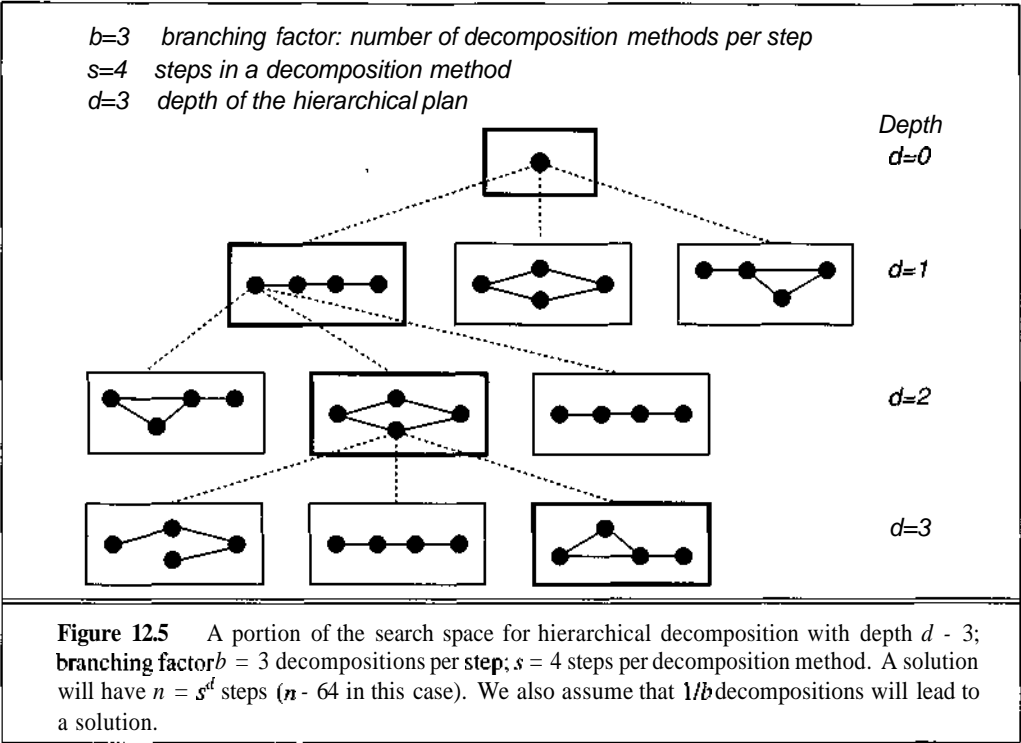 b=3 branching factor: number of decomposition methods per step
s=4 steps in a decomposition method
d=3 depth of the hierarchical plan
Depth
d=0
d=1
d=2
d=3
Figure 12.5 A portion of the search space for hierarchical decomposition with depth d - 3;
branching factor b = 3 decompositions per step; s = 4 steps per decomposition method. A solution
will have n = s^d steps (n - 64 in this case). We also assume that 1/b decompositions will lead to
a solution.